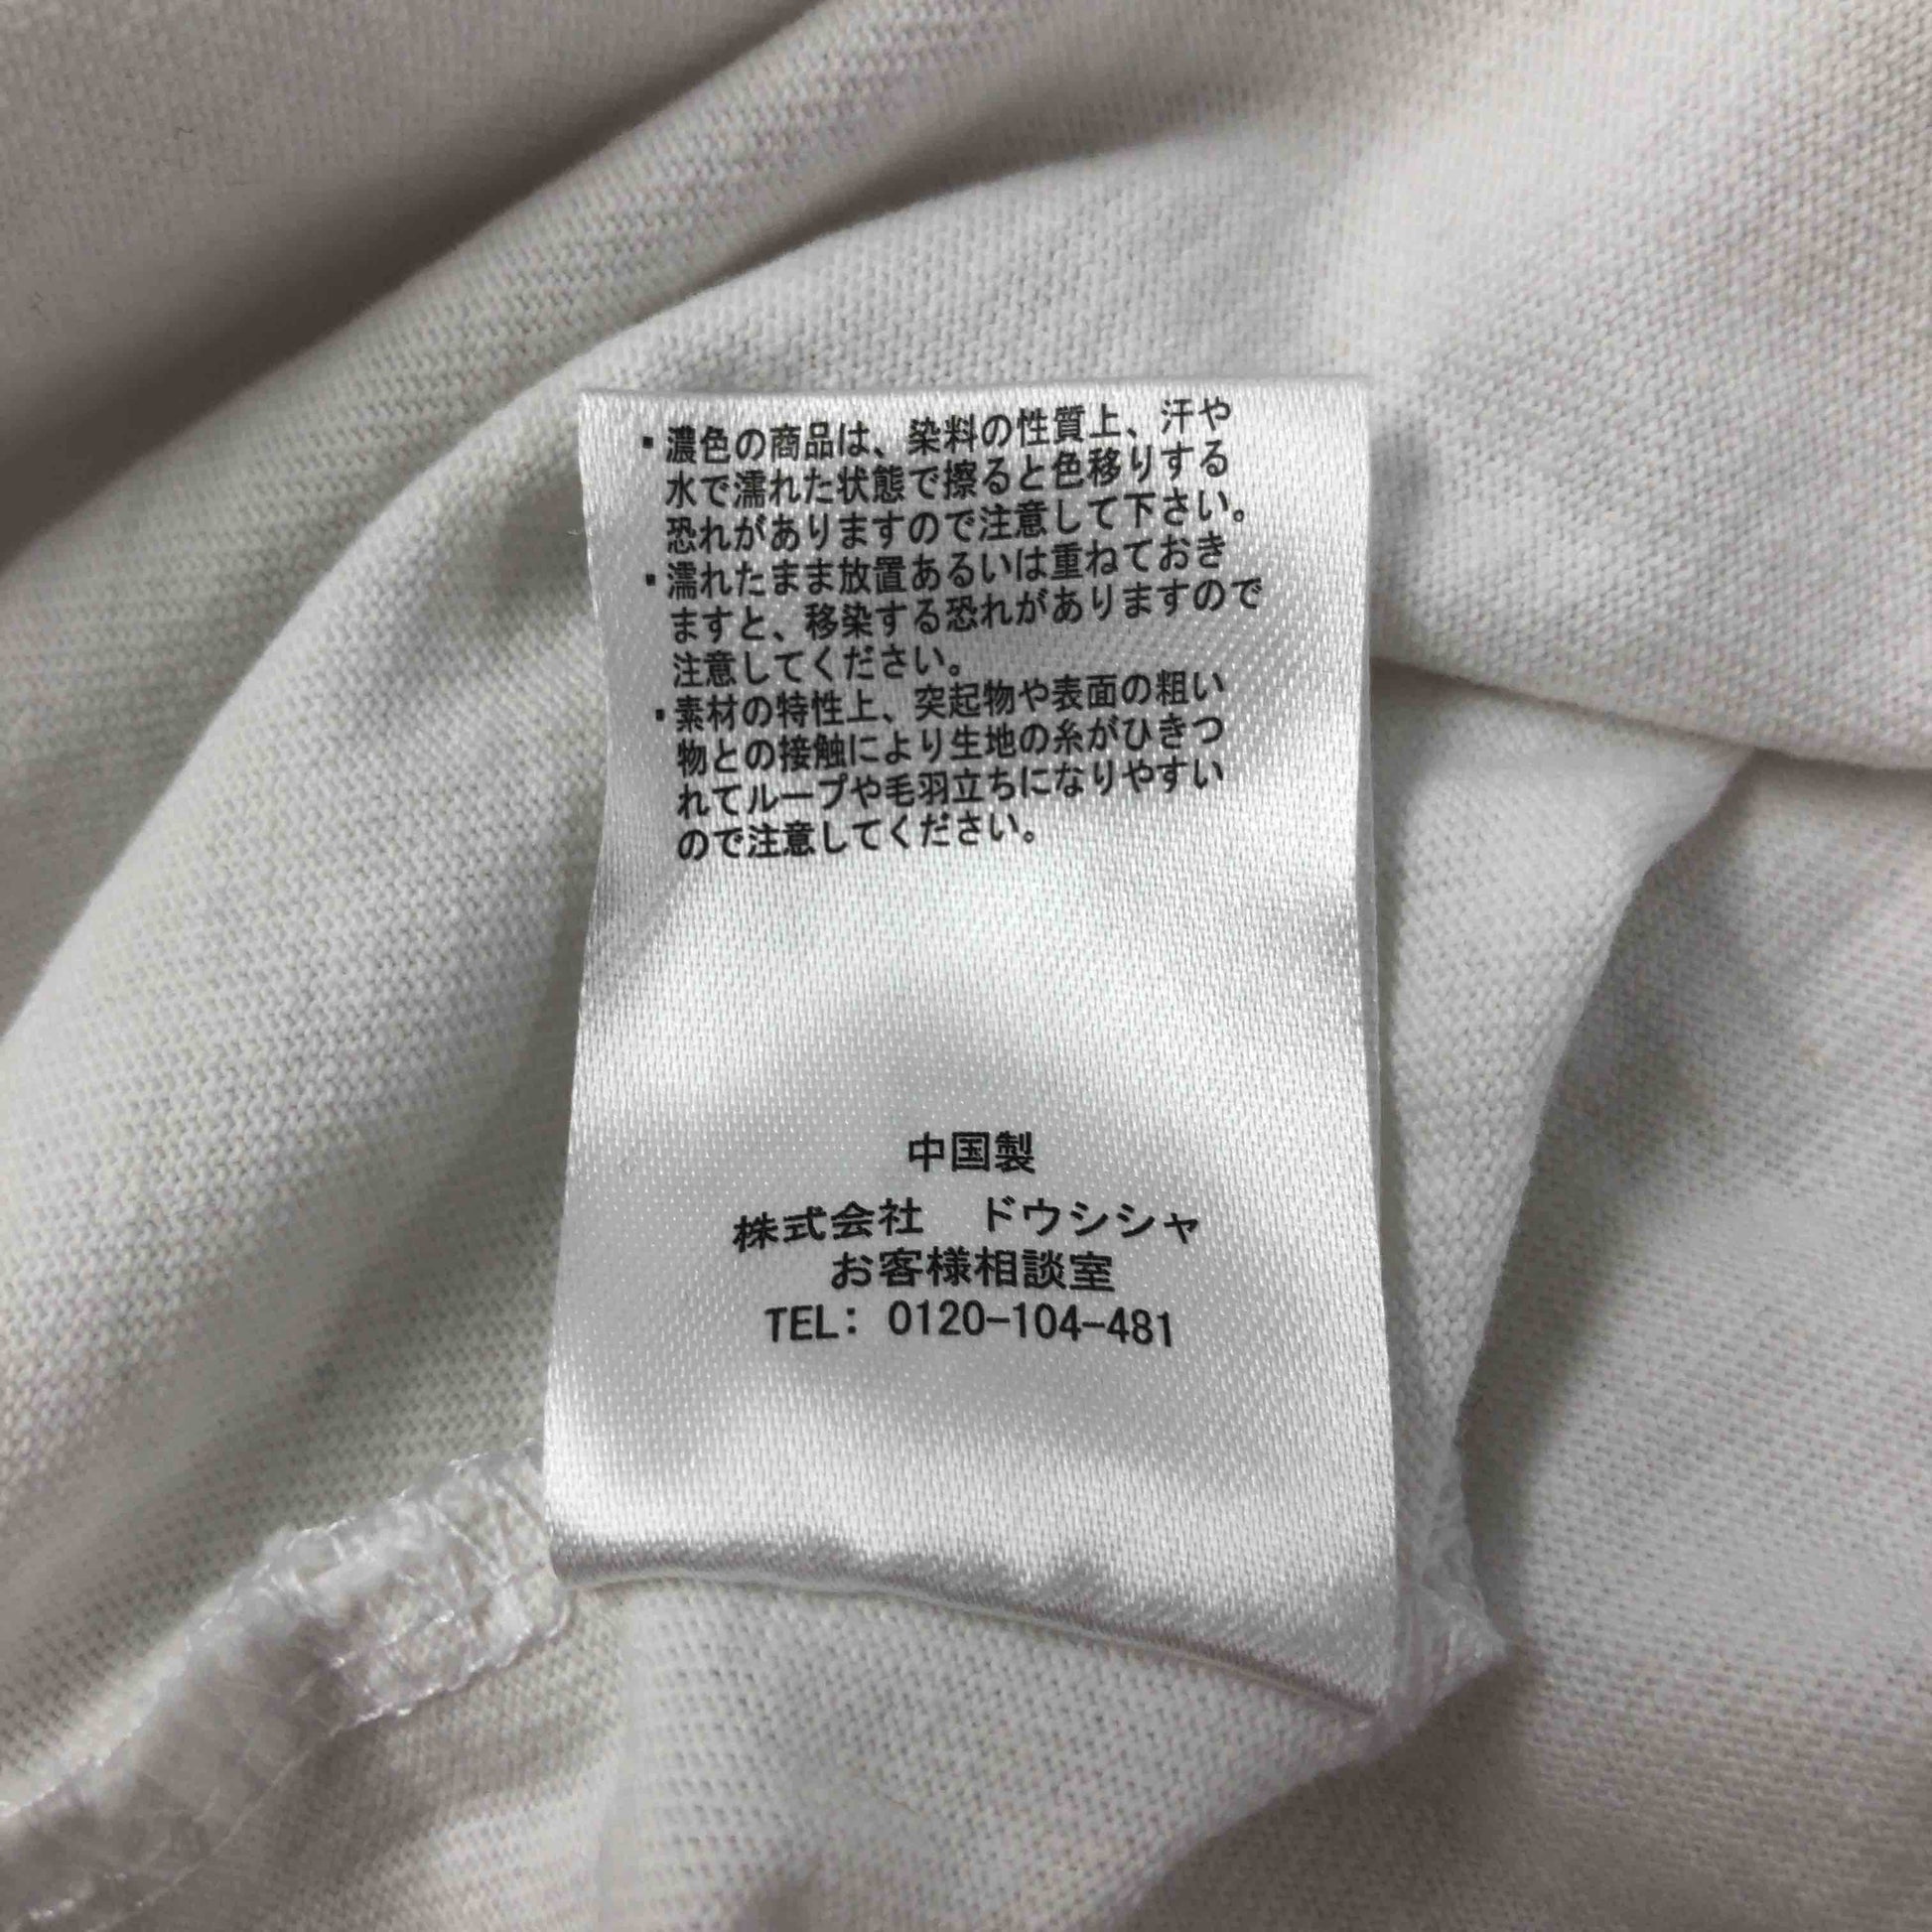 ・濃色の商品は、染料の性質上、汗や
水で濡れた状態で擦ると色移りする
恐れがありますので注意して下さい。
・濡れたまま放置あるいは重ねておき
ますと、移染する恐れがありますので
注意してください。
・素材の特性上、突起物や表面の粗い
物との接触により生地の糸がひきつ
れてループや毛羽立ちになりやすい
ので注意してください。
中国製
株式会社　ドウシシャ
お客様相談室
TEL: 0120-104-481